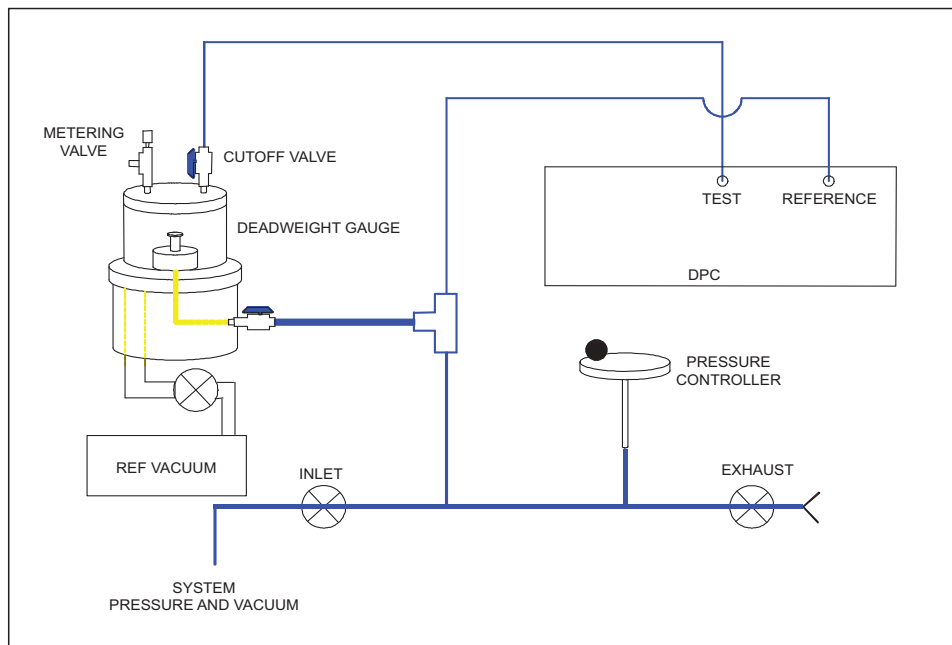 METERING
VALVE
CUTOFF VALVE
DEADWEIGHT GAUGE
TEST
REFERENCE
DPC
PRESSURE
CONTROLLER
REF VACUUM
INLET
EXHAUST
SYSTEM
PRESSURE AND VACUUM